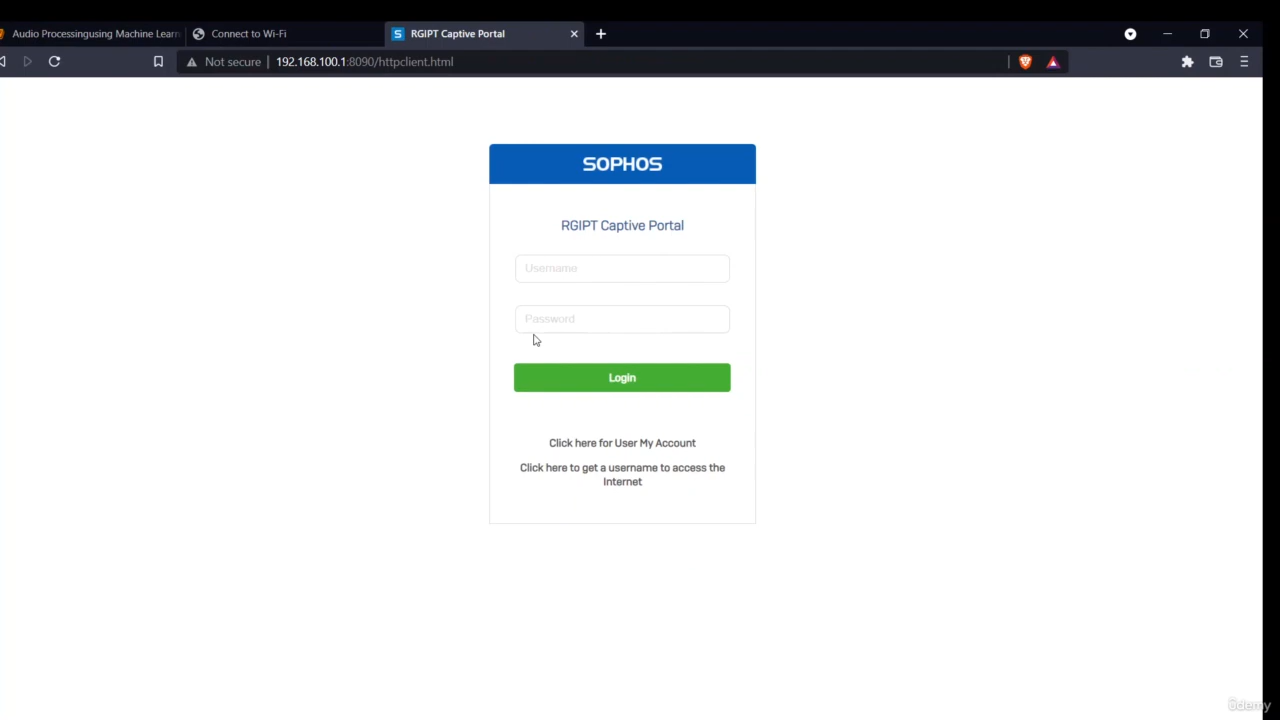 Audio Processingusing Machine Learn
Connect to Wi-Fi
S
RGIPT Captive Portal
Not secure
192.168.100.1:8090/httpclient.html
SOPHOS
RGIPT Captive Portal
Username
Password
Login
Click here for User My Account
Click here to get a username to access the
Internet
ûdemy